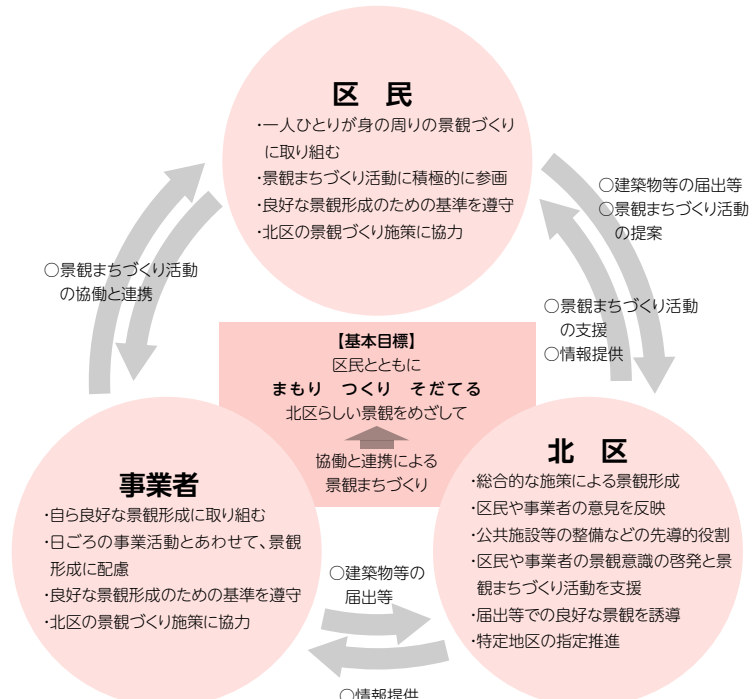 区　民
・一人ひとりが身の周りの景観づくり
に取り組む
・景観まちづくり活動に積極的に参画
・良好な景観形成のための基準を遵守
・北区の景観づくり施策に協力
○建築物等の届出等
○景観まちづくり活動
の提案
○景観まちづくり活動
の協働と連携
○景観まちづくり活動
の支援
○情報提供
【基本目標】
区民とともに
まもり　つくり　そだてる
北区らしい景観をめざして
協働と連携による
景観まちづくり
事業者
・自ら良好な景観形成に取り組む
・日ごろの事業活動とあわせて、景観
形成に配慮
・良好な景観形成のための基準を遵守
・北区の景観づくり施策に協力
北　区
・総合的な施策による景観形成
・区民や事業者の意見を反映
・公共施設等の整備などの先導的役割
・区民や事業者の景観意識の啓発と景
観まちづくり活動を支援
・届出等での良好な景観を誘導
・特定地区の指定推進
○建築物等の
届出等
○情報提供